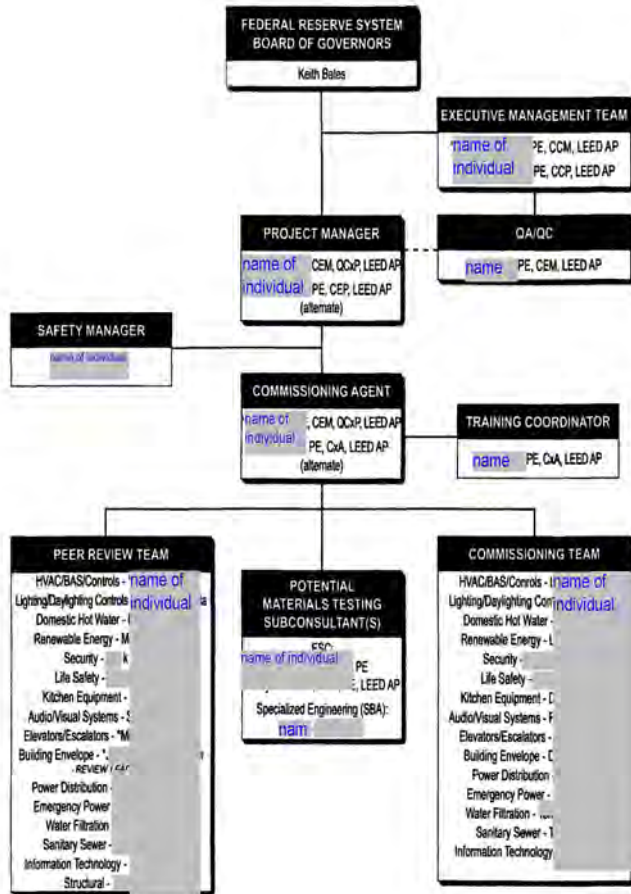 FEDERAL RESERVE SYSTEM
BOARD OF GOVERNORS
Keith Bales
EXECUTIVE MANAGEMENT TEAM
name of PE, CCM, LEED AP
individual PE, CCP, LEED AP
PROJECT MANAGER
name of CEM, QCxP, LEED AP
individual PE, CEP, LEED AP
(alternate)
QA/QC
name PE, CEM, LEED AP
SAFETY MANAGER
name of individual
COMMISSIONING AGENT
name of , CEM, QCxP, LEED AP
individual PE, CxA, LEED AP
(alternate)
TRAINING COORDINATOR
name PE, CxA, LEED AP
PEER REVIEW TEAM
HVAC/BAS/Controls - name of
Lighting/Daylighting Controls individual
Domestic Hot Water -
Renewable Energy - M
Security - k
Life Safety -
Kitchen Equipment -
Audio/Visual Systems - S
Elevators/Escalators - "M
Building Envelope - "
Power Distribution -
Emergency Power
Water Filtration
Sanitary Sewer -
Information Technology -
Structural -
POTENTIAL
MATERIALS TESTING
SUBCONSULTANT(S)
name of individual PE
, LEED AP
Specialized Engineering (SBA):
nam
COMMISSIONING TEAM
HVAC/BAS/Conrols - name of
Lighting/Daylighting Con individual
Domestic Hot Water -
Renewable Energy - L
Security -
Life Safety -
Kitchen Equipment - D
Audio/Visual Systems - F
Elevators/Escalators -
Building Envelope - D
Power Distribution -
Emergency Power -
Water Filtration -
Sanitary Sewer - T
Information Technology